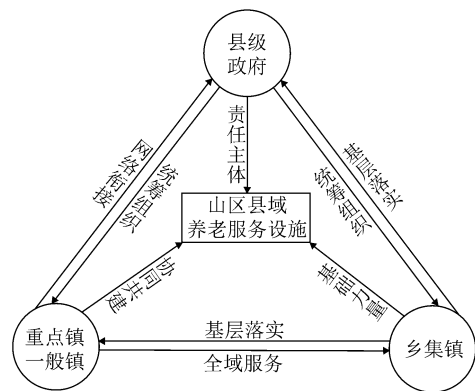 县级
政府
责任主体
网络衔接
统筹组织
统筹组织
基层落实
山区县域
养老服务设施
协同共建
基础力量
重点镇
一般镇
基层落实
全域服务
乡集镇